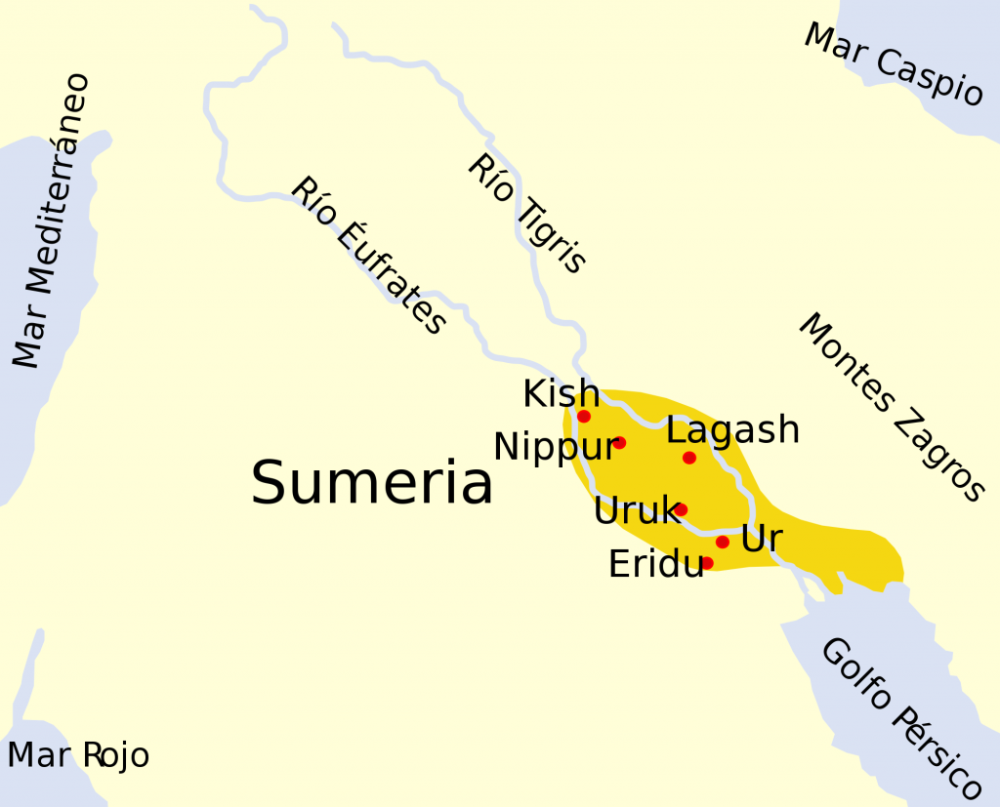 Mar Caspio
Mar Mediterráneo
Río Tigris
Río Éufrates
Montes Zagros
Kish
Lagash
Nippur
Sumeria
Uruk
Ur
Eridu
Golfo Pérsico
Mar Rojo